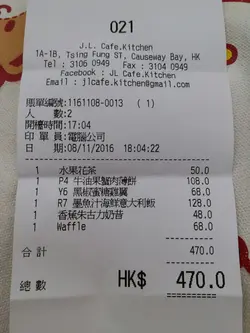 021
J.L. Cafe.Kitchen
1A-1B, Tsing Fung ST, Causeway Bay, HK
Tel : 3106 0949   Fax : 3104 0949
Facebook : JL Cafe.Kitchen
Email : jlcafe.kitchen@gmail.com
賬單編號:1161108-0013 (1)
人    數:2
開檯時間:17:04
印 單 員:電腦公司
日    期:08/11/2016  18:04:22
1 水果花茶 50.0
1 P4 牛油果蟹肉薄餅 108.0
1 Y6 黑椒蜜糖雞翼 68.0
1 R7 墨魚汁海鮮意大利飯 128.0
1 香蕉朱古力奶昔 48.0
1 Waffle 68.0
合計 470.0
總數 HK$ 470.0